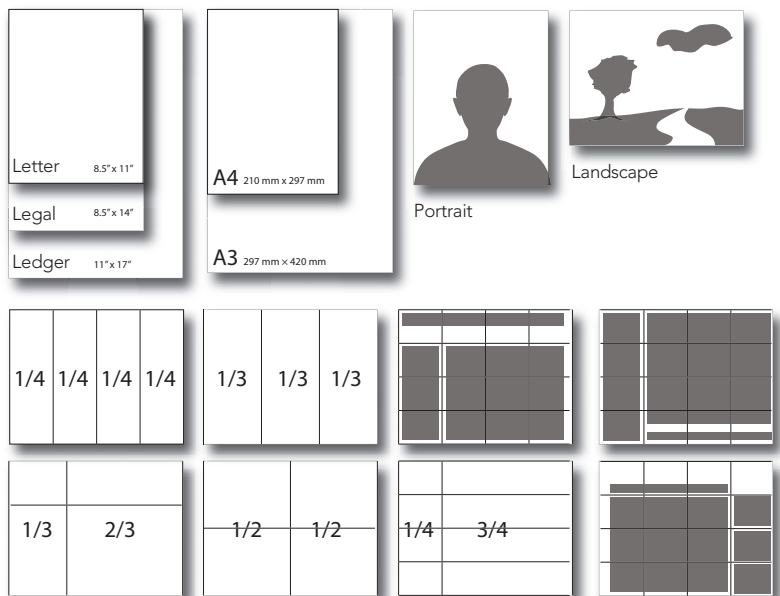 Letter 8.5" x 11"
Legal 8.5" x 14"
Ledger 11" x 17"
A4 210 mm x 297 mm
A3 297 mm × 420 mm
Portrait
Landscape
1/4 1/4 1/4 1/4
1/3 1/3 1/3
1/3 2/3
1/2 1/2
1/4 3/4